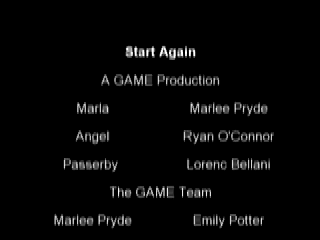 Start Again
A GAME Production
Marla Marlee Pryde
Angel Ryan O'Connor
Passerby Lorenc Bellani
The GAME Team
Marlee Pryde Emily Potter